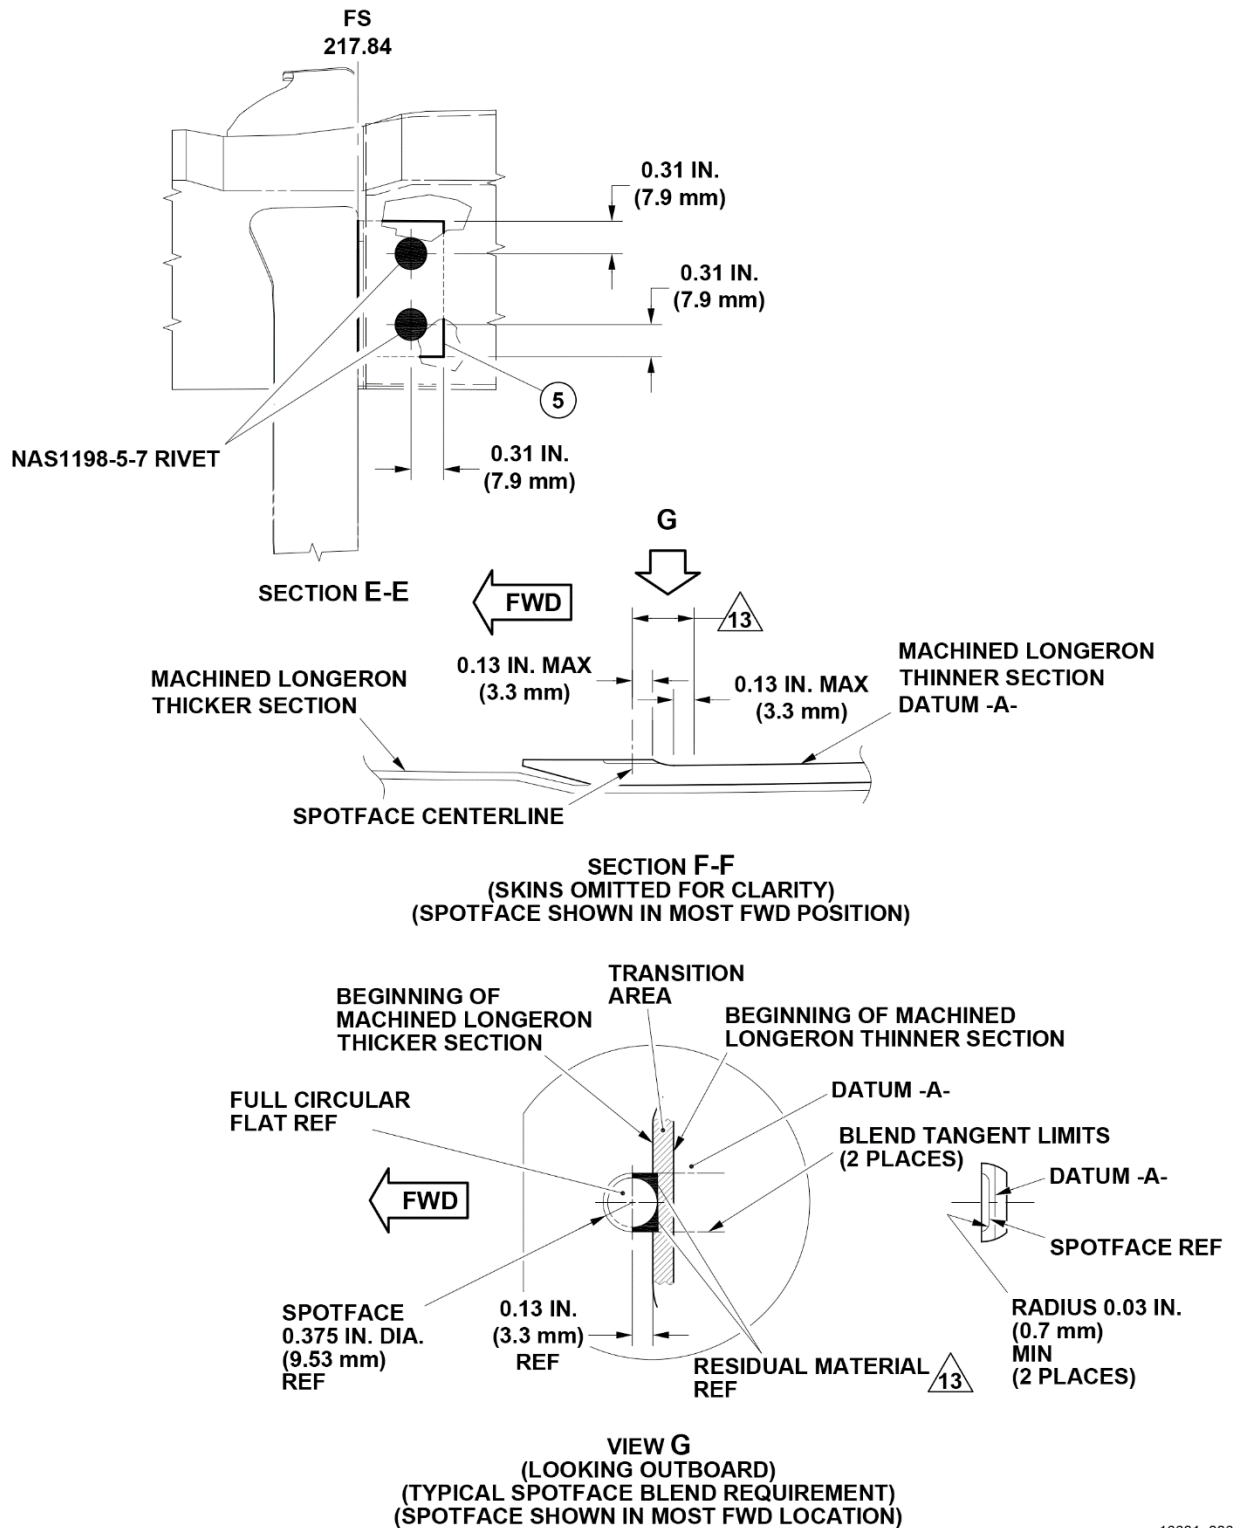 FS
217.84
0.31 IN.
(7.9 mm)
0.31 IN.
(7.9 mm)
5
NAS1198-5-7 RIVET
0.31 IN.
(7.9 mm)
SECTION E-E
G
FWD
13
0.13 IN. MAX
(3.3 mm)
0.13 IN. MAX
(3.3 mm)
MACHINED LONGERON
THICKER SECTION
MACHINED LONGERON
THINNER SECTION
DATUM -A-
SPOTFACE CENTERLINE
SECTION F-F
(SKINS OMITTED FOR CLARITY)
(SPOTFACE SHOWN IN MOST FWD POSITION)
TRANSITION
AREA
BEGINNING OF
MACHINED LONGERON
THICKER SECTION
BEGINNING OF MACHINED
LONGERON THINNER SECTION
FULL CIRCULAR
FLAT REF
DATUM -A-
BLEND TANGENT LIMITS
(2 PLACES)
FWD
DATUM -A-
SPOTFACE REF
SPOTFACE
0.375 IN. DIA.
(9.53 mm)
REF
0.13 IN.
(3.3 mm)
REF
RESIDUAL MATERIAL
REF
13
RADIUS 0.03 IN.
(0.7 mm)
MIN
(2 PLACES)
VIEW G
(LOOKING OUTBOARD)
(TYPICAL SPOTFACE BLEND REQUIREMENT)
(SPOTFACE SHOWN IN MOST FWD LOCATION)